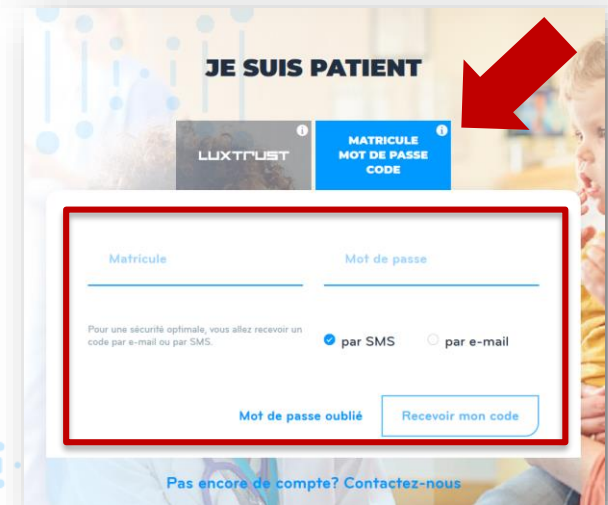 JE SUIS PATIENT
LUXTRUST
MATRICULE
MOT DE PASSE
CODE
Matricule
Mot de passe
Pour une sécurité optimale, vous allez recevoir un
code par e-mail ou par SMS.
par SMS
par e-mail
Mot de passe oublié
Recevoir mon code
Pas encore de compte? Contactez-nous